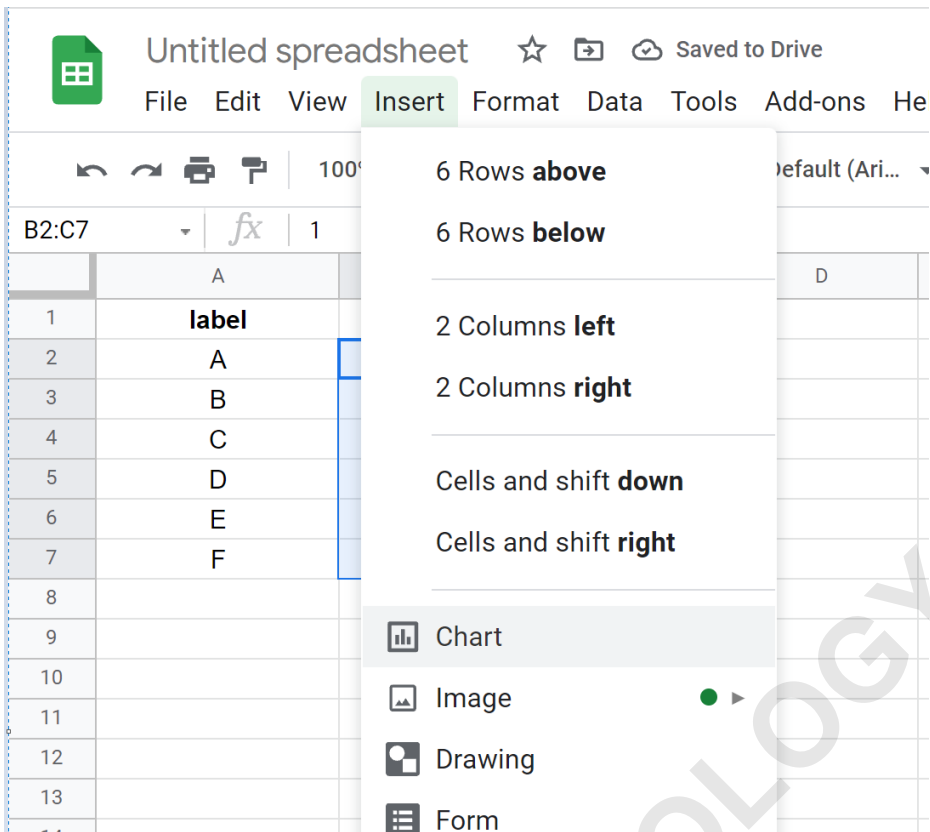 Untitled spreadsheet Saved to Drive
File Edit View Insert Format Data Tools Add-ons
100 Default (Ari...
B2:C7 fx 1
A D
1 label
2 A
3 B
4 C
5 D
6 E
7 F
8
9
10
11
12
13
6 Rows above
6 Rows below
2 Columns left
2 Columns right
Cells and shift down
Cells and shift right
Chart
Image
Drawing
Form
OLOGY